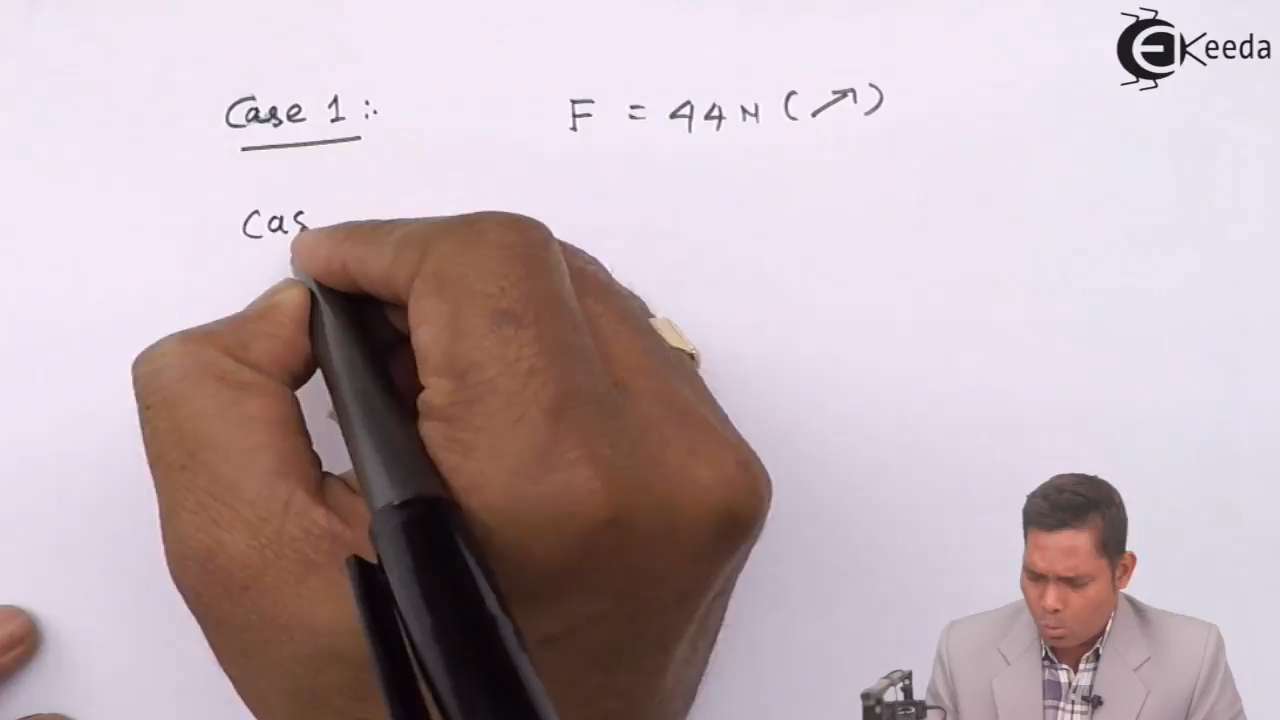 EKeeda
Case 1 :-
F = 44 N (↗)
Cas